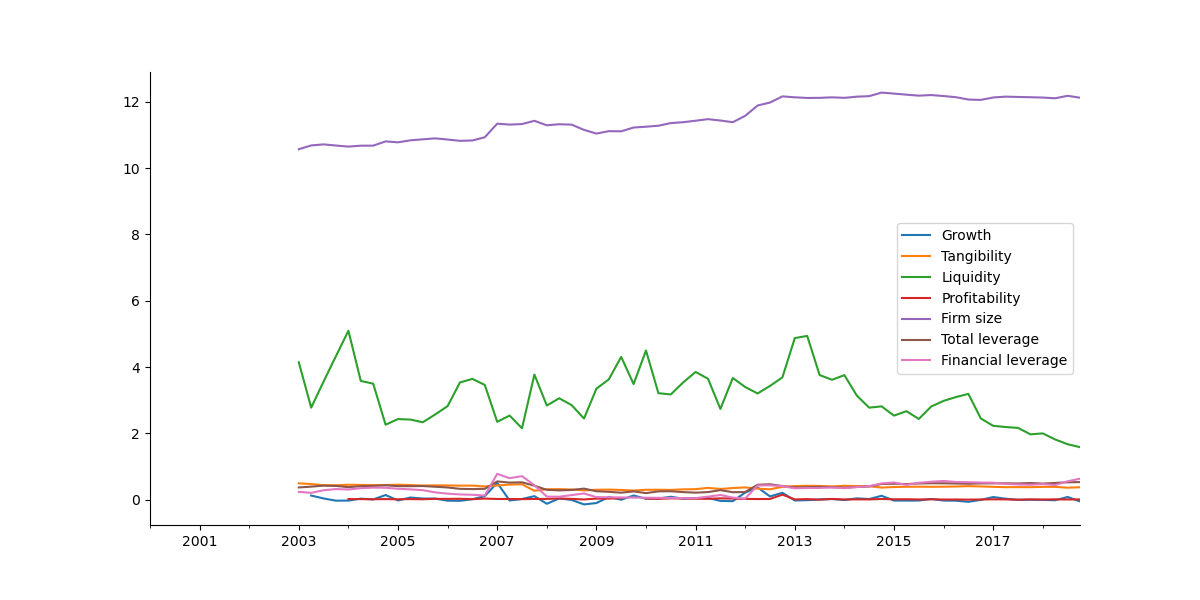 12
10
8
6
4
2
0
Growth
Tangibility
Liquidity
Profitability
Firm size
Total leverage
Financial leverage
2001 2003 2005 2007 2009 2011 2013 2015 2017